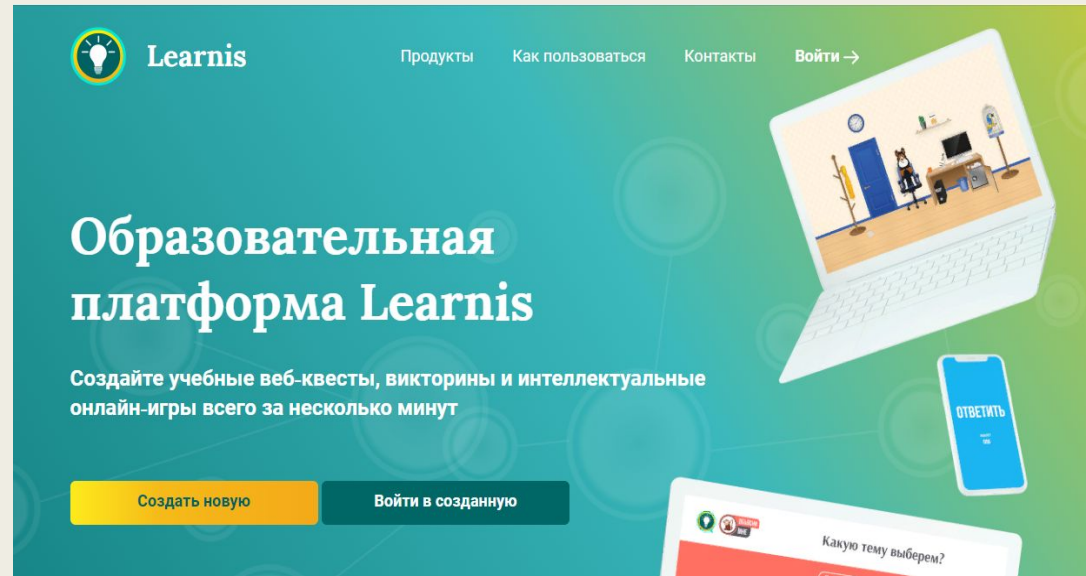 Learnis
Продукты
Как пользоваться
Контакты
Войти →
Образовательная
платформа Learnis
Создайте учебные веб-квесты, викторины и интеллектуальные
онлайн-игры всего за несколько минут
Создать новую
Войти в созданную
ОТВЕТИТЬ
Какую тему выберем?